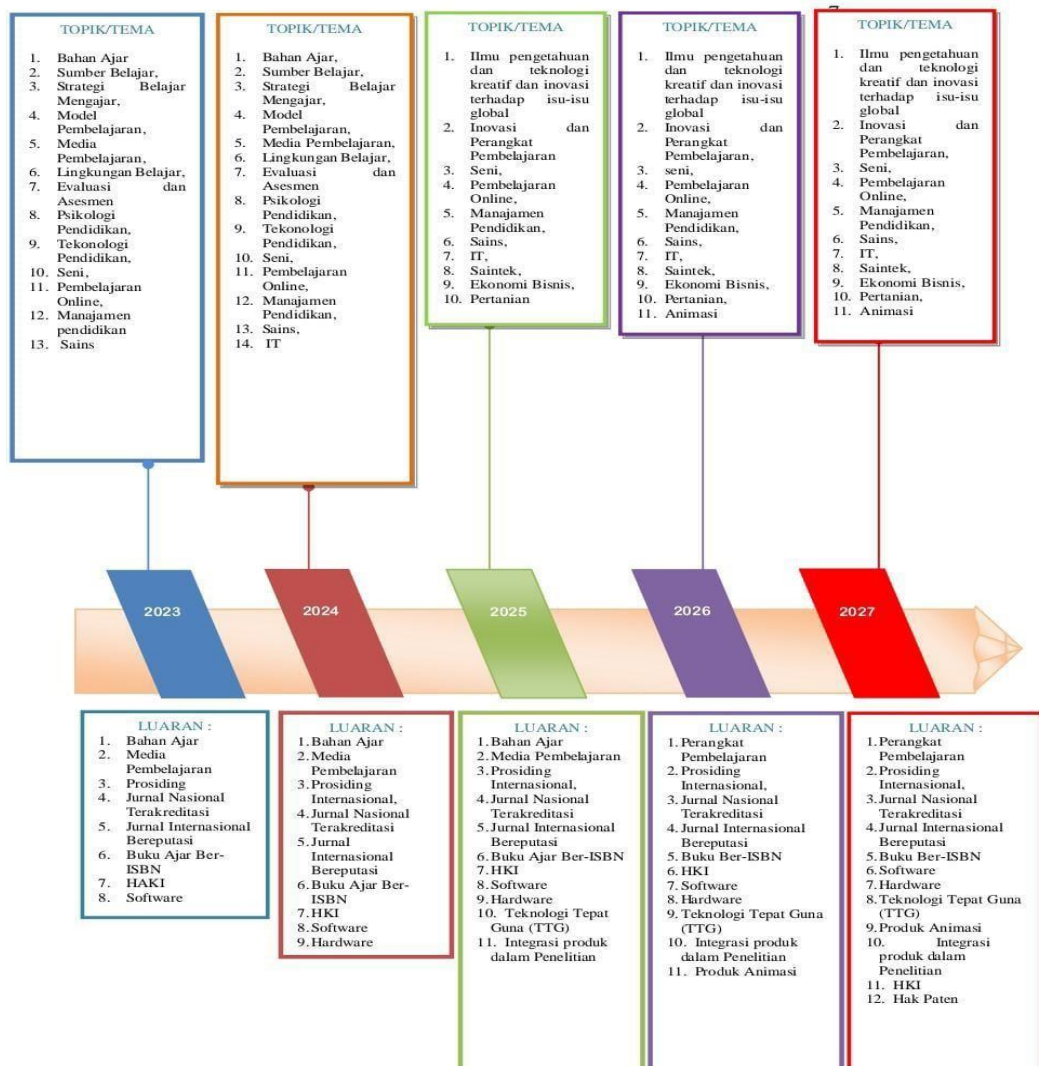 TOPIK/TEMA
1. Bahan Ajar
2. Sumber Belajar,
3. Strategi Belajar
Mengajar,
4. Model
Pembelajaran,
5. Media
Pembelajaran,
6. Lingkungan Belajar,
7. Evaluasi dan
Asesmen
8. Psikologi
Pendidikan,
9. Tekonologi
Pendidikan,
10. Seni,
11. Pembelajaran
Online,
12. Manajamen
pendidikan
13. Sains
TOPIK/TEMA
1. Bahan Ajar,
2. Sumber Belajar,
3. Strategi Belajar
Mengajar,
4. Model
Pembelajaran,
5. Media Pembelajaran,
6. Lingkungan Belajar,
7. Evaluasi dan
Asesmen
8. Psikologi
Pendidikan,
9. Tekonologi
Pendidikan,
10. Seni,
11. Pembelajaran
Online,
12. Manajamen
Pendidikan,
13. Sains,
14. IT
TOPIK/TEMA
1. Ilmu pengetahuan
dan teknologi
kreatif dan inovasi
terhadap isu-isu
global
2. Inovasi dan
Perangkat
Pembelajaran
3. Seni,
4. Pembelajaran
Online,
5. Manajamen
Pendidikan,
6. Sains,
7. IT,
8. Saintek,
9. Ekonomi Bisnis,
10. Pertanian
TOPIK/TEMA
1. Ilmu pengetahuan
dan teknologi
kreatif dan inovasi
terhadap isu-isu
global
2. Inovasi dan
Perangkat
Pembelajaran,
3. seni,
4. Pembelajaran
Online,
5. Manajamen
Pendidikan,
6. Sains,
7. IT,
8. Saintek,
9. Ekonomi Bisnis,
10. Pertanian,
11. Animasi
TOPIK/TEMA
1. Ilmu pengetahuan
dan teknologi
kreatif dan inovasi
terhadap isu-isu
global
2. Inovasi dan
Perangkat
Pembelajaran,
3. Seni,
4. Pembelajaran
Online,
5. Manajamen
Pendidikan,
6. Sains,
7. IT,
8. Saintek,
9. Ekonomi Bisnis,
10. Pertanian,
11. Animasi
2023
2024
2025
2026
2027
LUARAN :
1. Bahan Ajar
2. Media
Pembelajaran
3. Prosiding
4. Jurnal Nasional
Terakreditasi
5. Jurnal Internasional
Bereputasi
6. Buku Ajar Ber-
ISBN
7. HAKI
8. Software
LUARAN :
1. Bahan Ajar
2. Media
Pembelajaran
3. Prosiding
Internasional,
4. Jurnal Nasional
Terakreditasi
5. Jurnal
Internasional
Bereputasi
6. Buku Ajar Ber-
ISBN
7. HKI
8. Software
9. Hardware
LUARAN :
1. Bahan Ajar
2. Media Pembelajaran
3. Prosiding
Internasional,
4. Jurnal Nasional
Terakreditasi
5. Jurnal Internasional
Bereputasi
6. Buku Ajar Ber-ISBN
7. HKI
8. Software
9. Hardware
10. Teknologi Tepat
Guna (TTG)
11. Integrasi produk
dalam Penelitian
LUARAN :
1. Perangkat
Pembelajaran
2. Prosiding
Internasional,
3. Jurnal Nasional
Terakreditasi
4. Jurnal Internasional
Bereputasi
5. Buku Ber-ISBN
6. HKI
7. Software
8. Hardware
9. Teknologi Tepat Guna
(TTG)
10. Integrasi produk
dalam Penelitian
11. Produk Animasi
LUARAN :
1. Perangkat
Pembelajaran
2. Prosiding
Internasional,
3. Jurnal Nasional
Terakreditasi
4. Jurnal Internasional
Bereputasi
5. Buku Ber-ISBN
6. Software
7. Hardware
8. Teknologi Tepat Guna
(TTG)
9. Produk Animasi
10. Integrasi
produk dalam
Penelitian
11. HKI
12. Hak Paten